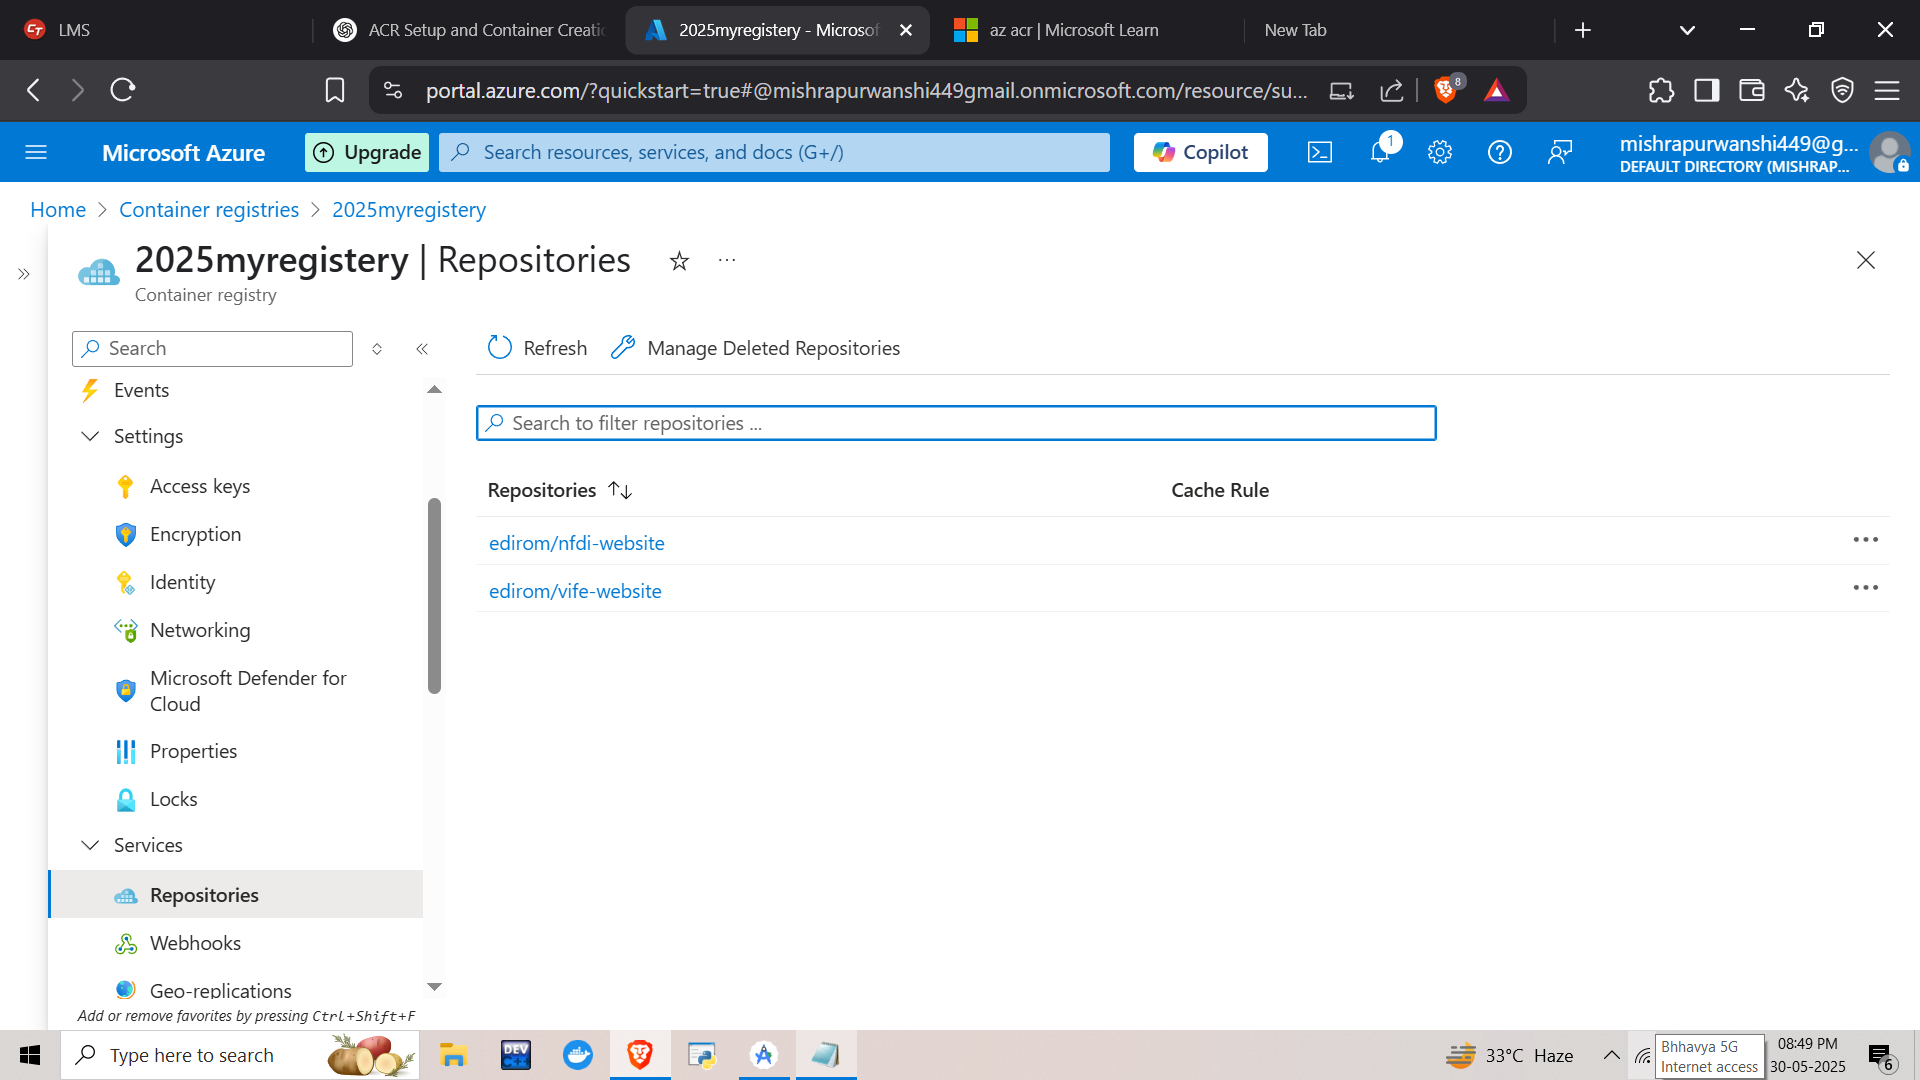 LMS
ACR Setup and Container Creatio
2025myregistery - Microsof
az acr | Microsoft Learn
New Tab
portal.azure.com/?quickstart=true#@mishrapurwanshi449gmail.onmicrosoft.com/resource/su...
8
Microsoft Azure
Upgrade
Search resources, services, and docs (G+/)
Copilot
1
mishrapurwanshi449@g...
DEFAULT DIRECTORY (MISHRAP...
Home > Container registries > 2025myregistery
2025myregistery | Repositories
Container registry
Search
Refresh
Manage Deleted Repositories
Events
Settings
Access keys
Encryption
Identity
Networking
Microsoft Defender for
Cloud
Properties
Locks
Services
Repositories
Webhooks
Geo-replications
Add or remove favorites by pressing Ctrl+Shift+F
Search to filter repositories ...
Repositories
Cache Rule
edirom/nfdi-website
edirom/vife-website
Type here to search
DEV
33°C Haze
Bhhavya 5G
Internet access
08:49 PM
30-05-2025
6